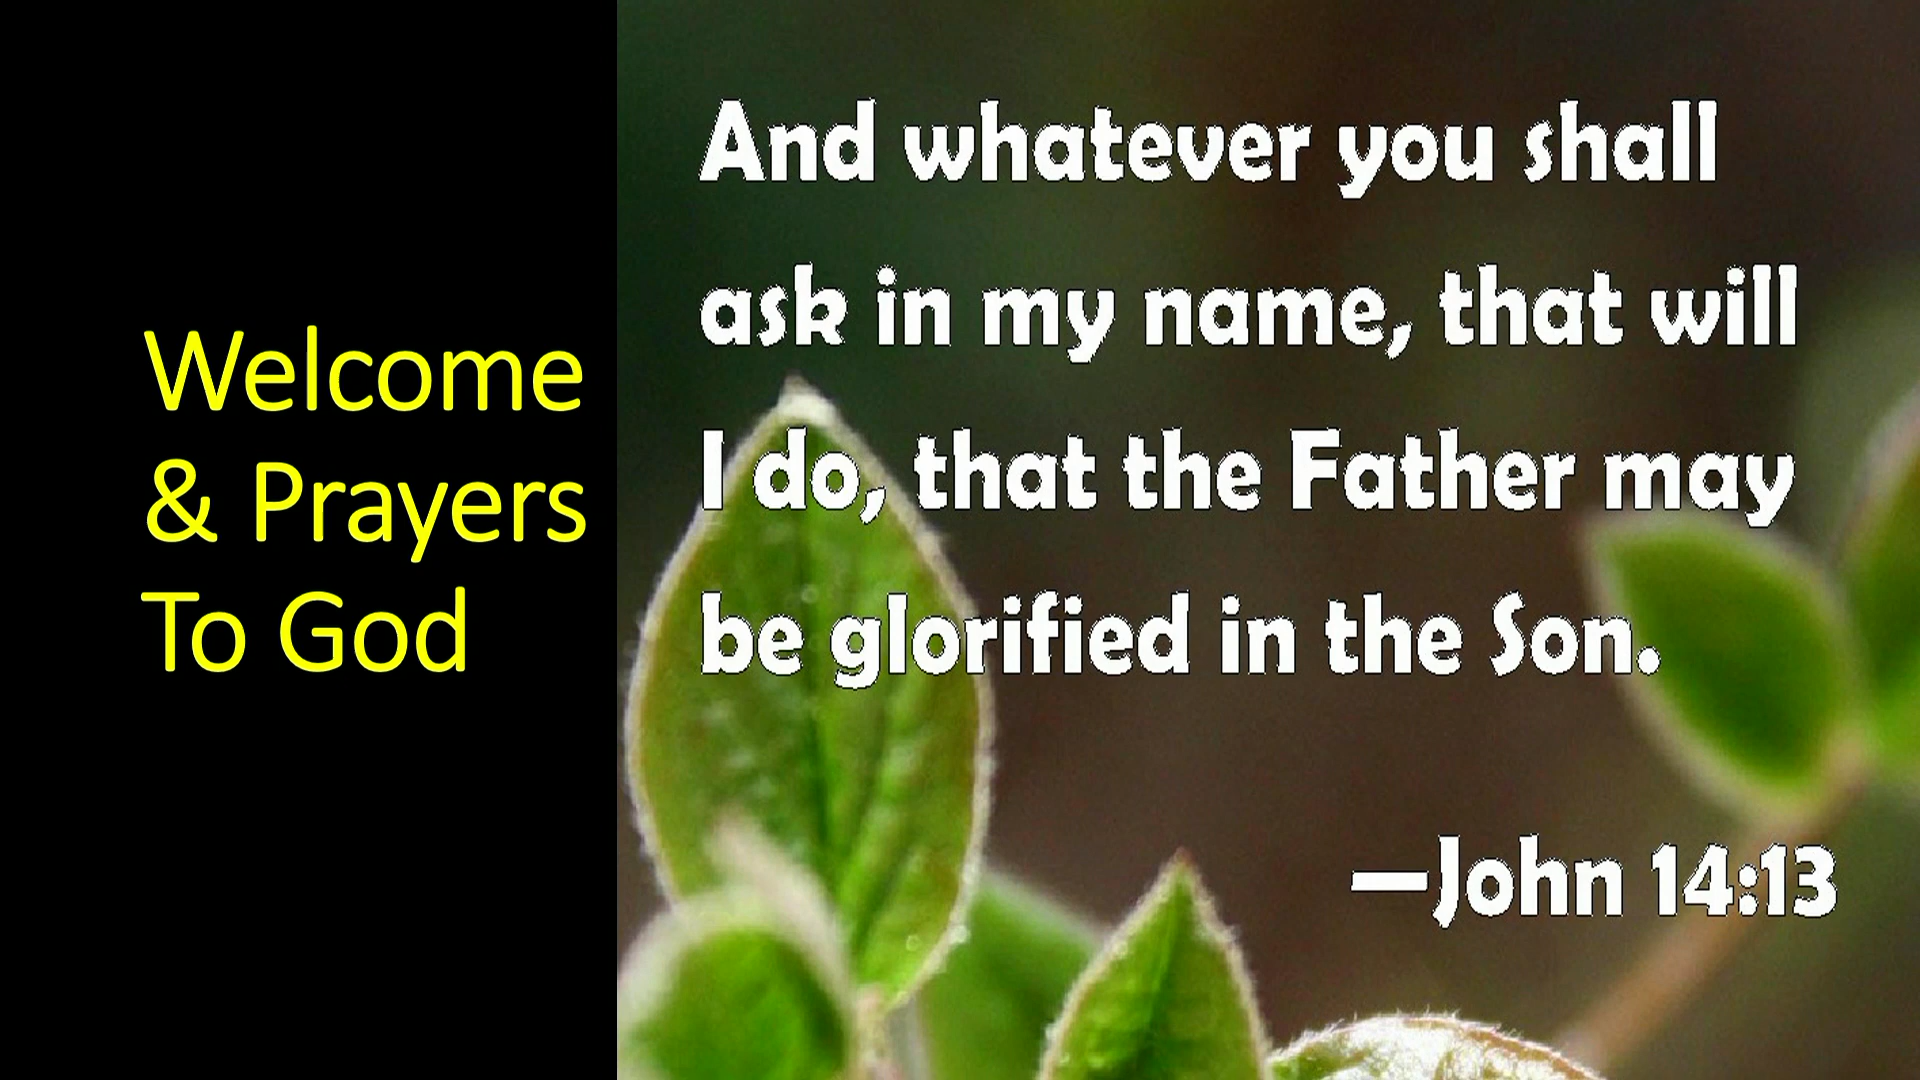 Welcome
& Prayers
To God
And whatever you shall
ask in my name, that will
I do, that the Father may
be glorified in the Son.
—John 14:13